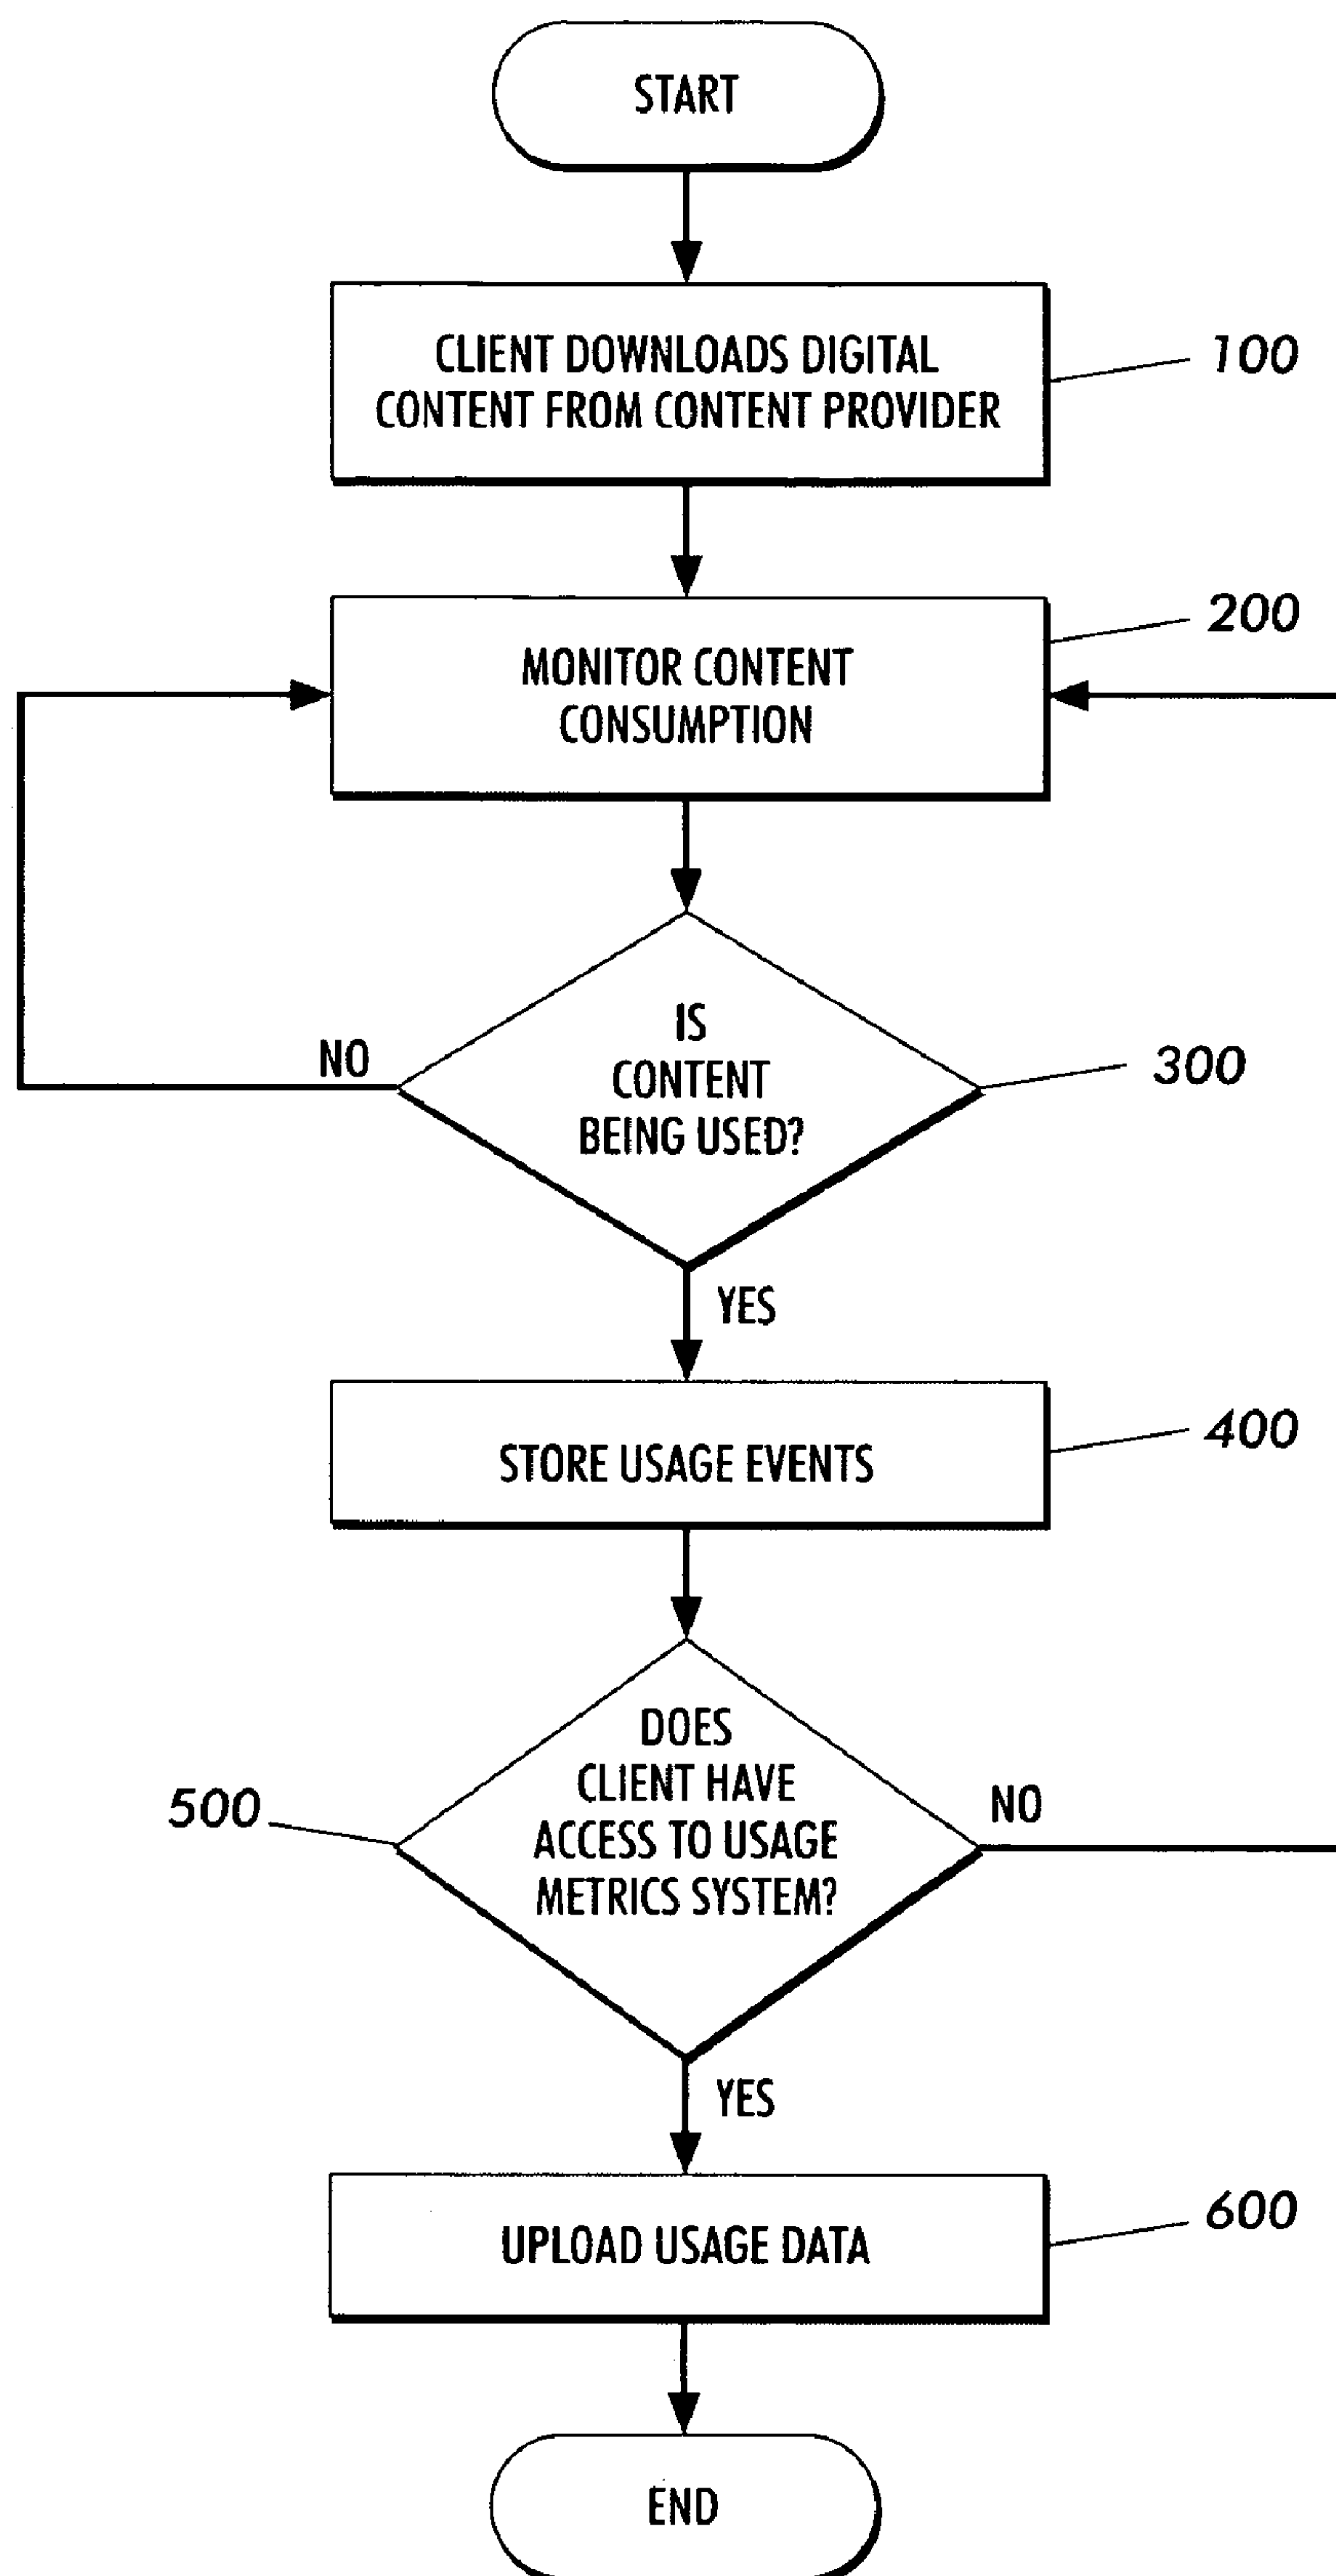 START
CLIENT DOWNLOADS DIGITAL
CONTENT FROM CONTENT PROVIDER
100
200
MONITOR CONTENT
CONSUMPTION
IS
CONTENT
BEING USED?
NO
300
YES
STORE USAGE EVENTS
400
DOES
CLIENT HAVE
ACCESS TO USAGE
METRICS SYSTEM?
500
NO
YES
UPLOAD USAGE DATA
600
END